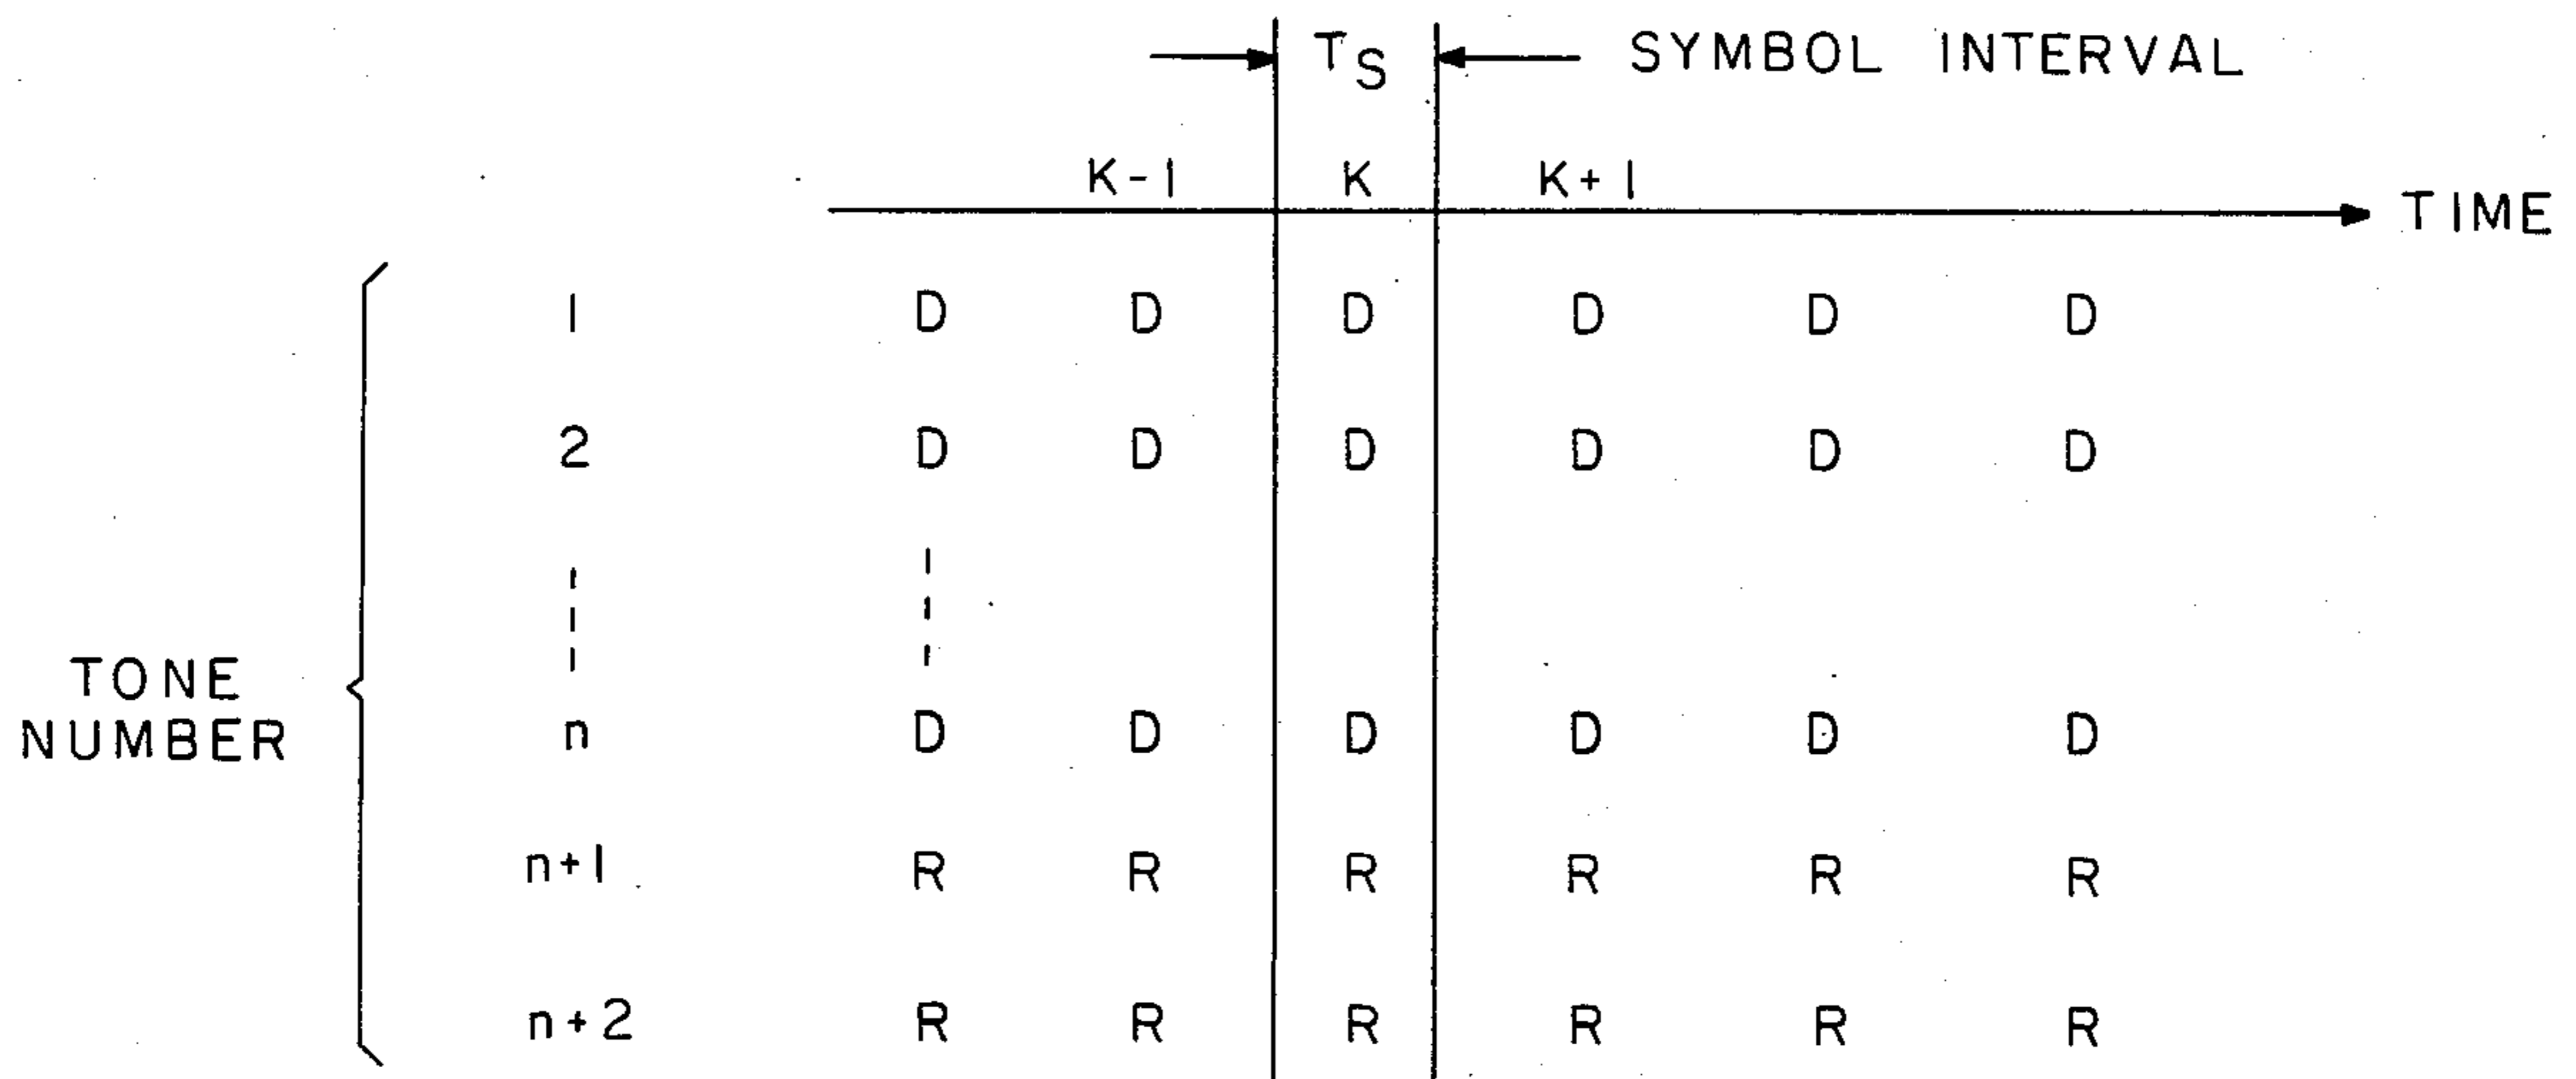 T_S SYMBOL INTERVAL
K-1 K K+1
TIME
1 D D D D D D
2 D D D D D D
TONE
NUMBER
n D D D D D D
n+1 R R R R R R
n+2 R R R R R R